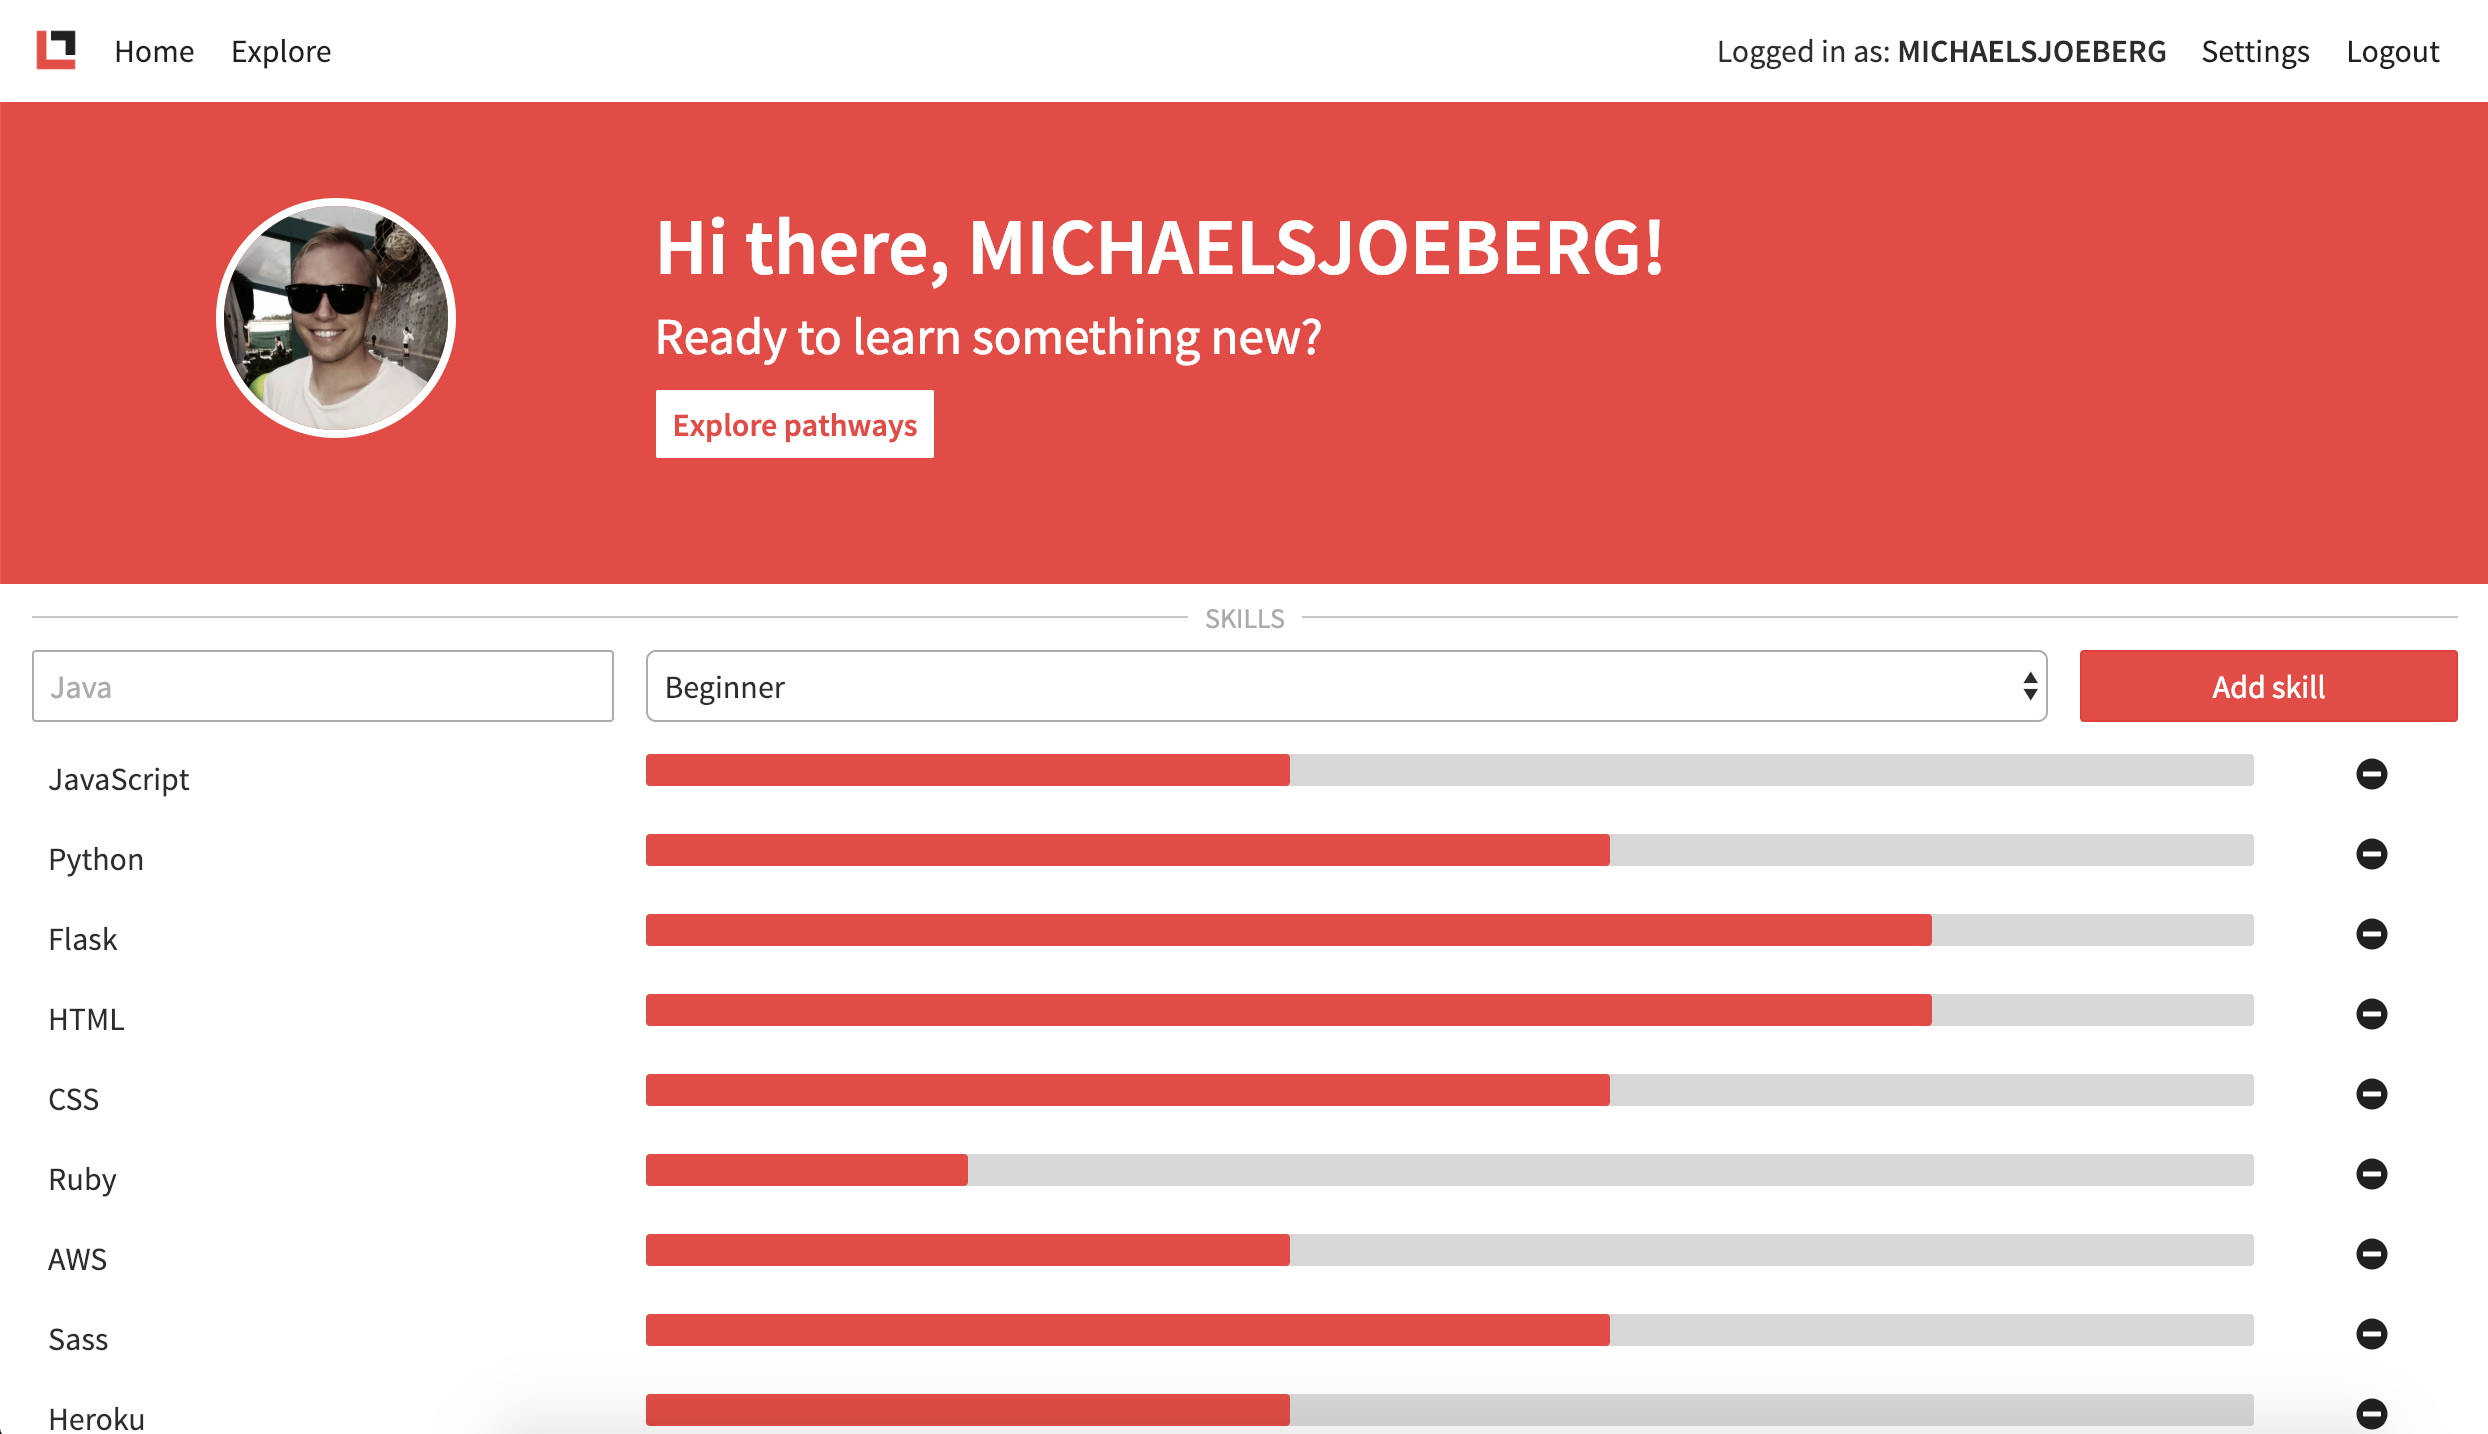 Home Explore Logged in as: MICHAELSJOEBERG Settings Logout
Hi there, MICHAELSJOEBERG!
Ready to learn something new?
Explore pathways
SKILLS
Java Beginner Add skill
JavaScript
Python
Flask
HTML
CSS
Ruby
AWS
Sass
Heroku